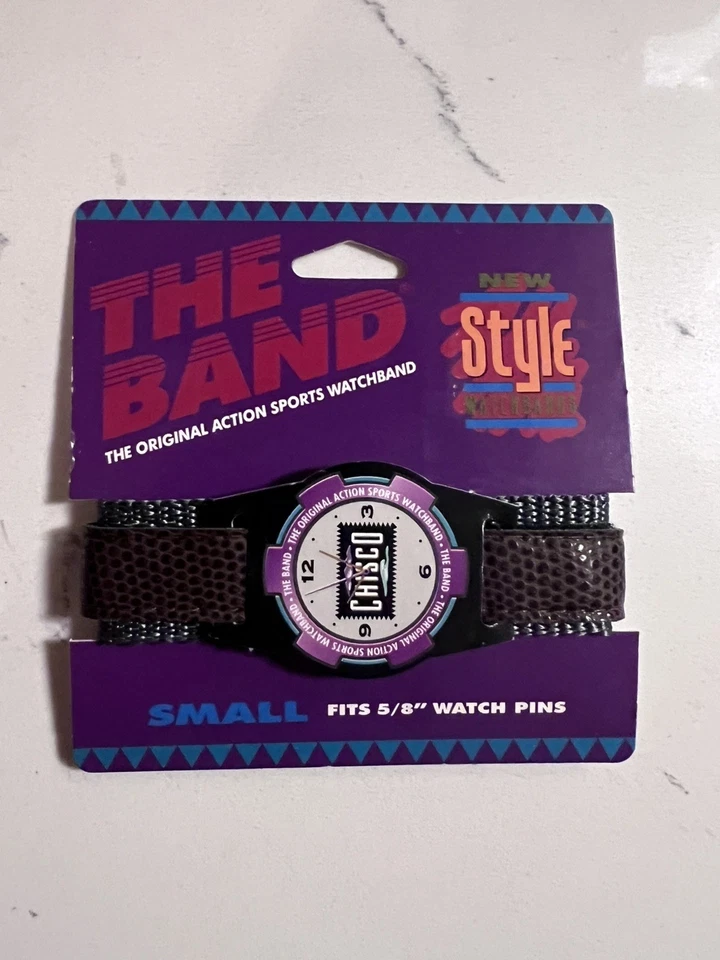 THE
BAND®
THE ORIGINAL ACTION SPORTS WATCHBAND
NEW
Style
WATCHBANDS
THE BAND • THE ORIGINAL ACTION SPORTS WATCHBAND • THE BAND • THE ORIGINAL ACTION SPORTS WATCHBAND •
12
3
6
9
CHISCO
SMALL FITS 5/8" WATCH PINS